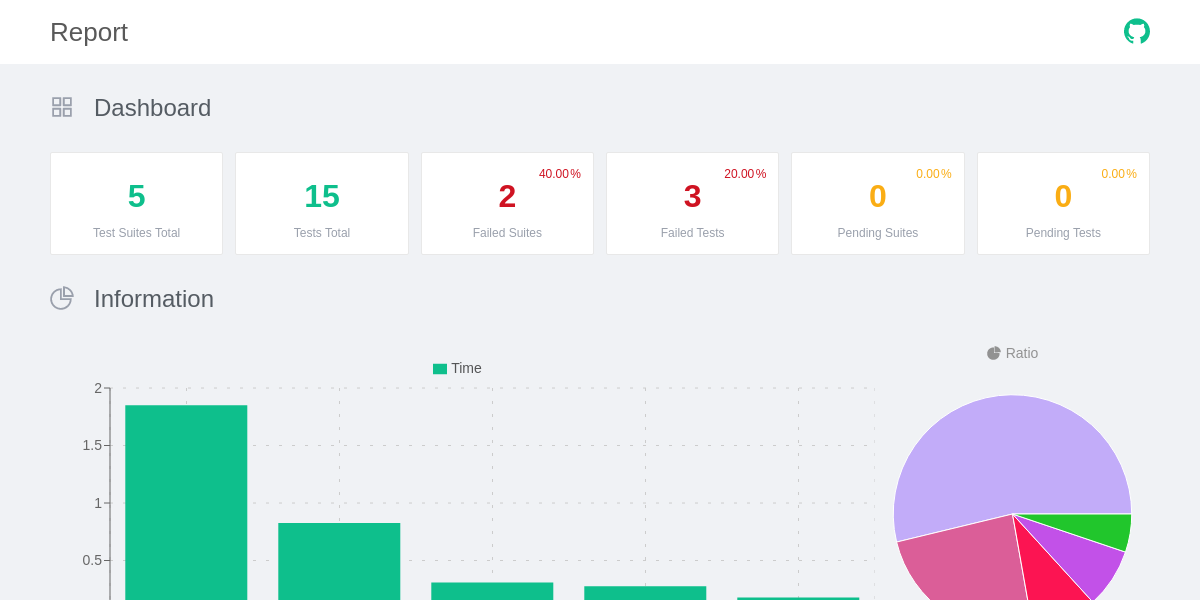 Report
Dashboard
40.00%
20.00%
0.00%
0.00%
5
15
2
3
0
0
Test Suites Total
Tests Total
Failed Suites
Failed Tests
Pending Suites
Pending Tests
Information
Ratio
Time
2
1.5
1
0.5